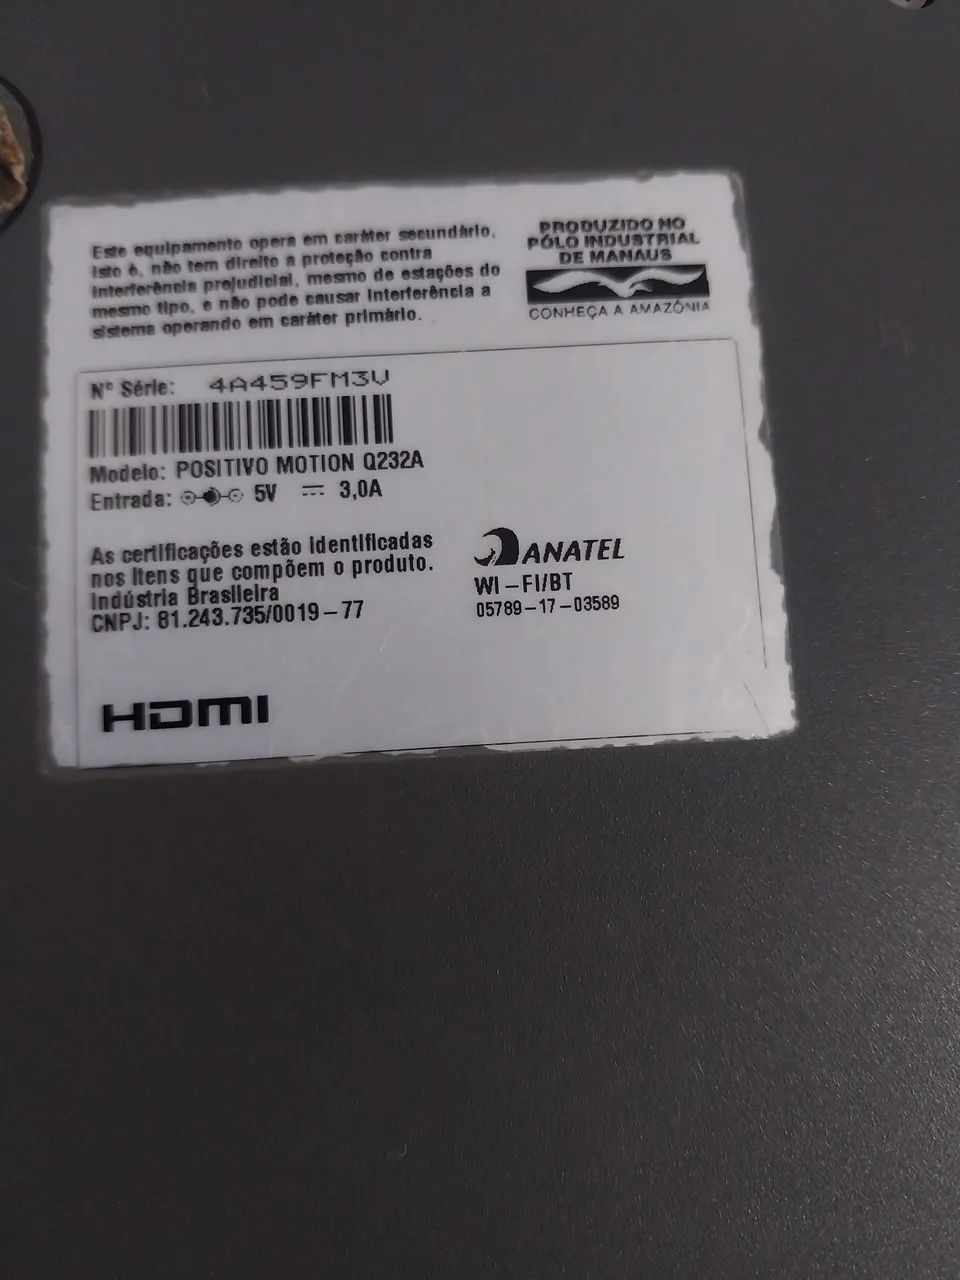 Este equipamento opera em caráter secundário,
isto é, não tem direito a proteção contra
interferência prejudicial, mesmo de estações do
mesmo tipo, e não pode causar interferência a
sistema operando em caráter primário.
PRODUZIDO NO
PÓLO INDUSTRIAL
DE MANAUS
CONHEÇA A AMAZÔNIA
Nº Série: 4A459FM3V
Modelo: POSITIVO MOTION Q232A
Entrada: 5V 3,0A
As certificações estão identificadas
nos itens que compõem o produto.
Indústria Brasileira
CNPJ: 81.243.735/0019-77
ANATEL
WI-FI/BT
05789-17-03589
HDMI